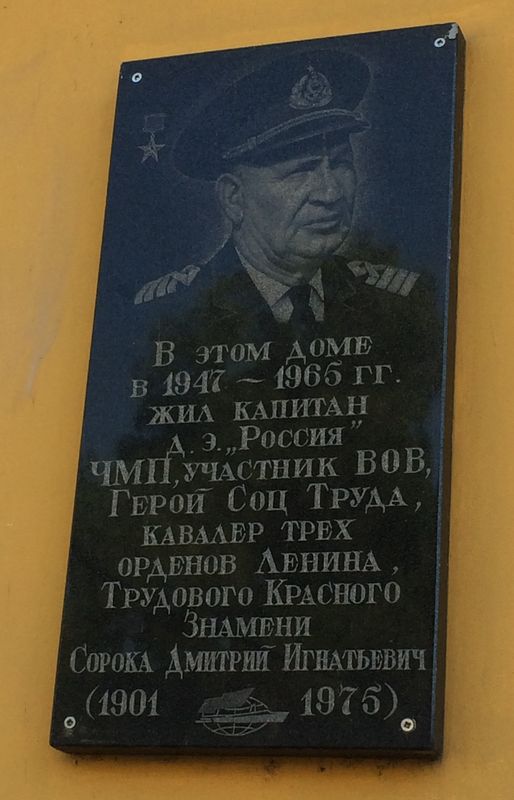 В этом доме
в 1947 – 1965 гг.
жил капитан
д.э. „Россия”
ЧМП, участник ВОВ,
Герой Соц Труда,
кавалер трех
орденов Ленина,
Трудового Красного
Знамени
Сорока Дмитрий Игнатьевич
(1901 1975)